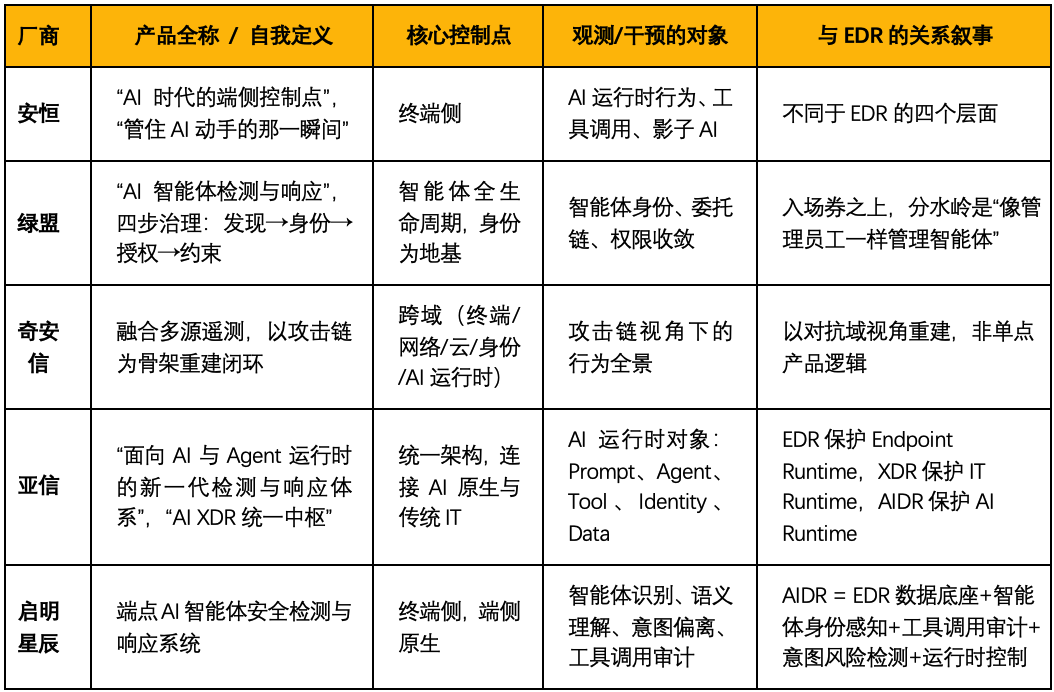 厂商
产品全称 / 自我定义
核心控制点
观测/干预的对象
与 EDR 的关系叙事
安恒
“AI 时代的端侧控制点”，
“管住 AI 动手的那一瞬间”
终端侧
AI 运行时行为、工
具调用、影子 AI
不同于 EDR 的四个层面
绿盟
“AI 智能体检测与响应”，
四步治理：发现→身份→
授权→约束
智能体全生
命周期，身份
为地基
智能体身份、委托
链、权限收敛
入场券之上，分水岭是“像管
理员工一样管理智能体”
奇安
信
融合多源遥测，以攻击链
为骨架重建闭环
跨域（终端/
网络/云/身份
/AI 运行时）
攻击链视角下的
行为全景
以对抗域视角重建，非单点
产品逻辑
亚信
“面向 AI 与 Agent 运行时
的新一代检测与响应体
系”，“AI XDR 统一中枢”
统一架构，连
接 AI 原生与
传统 IT
AI 运行时对象：
Prompt、Agent、
Tool 、Identity 、
Data
EDR 保护 Endpoint
Runtime，XDR 保护 IT
Runtime，AIDR 保护 AI
Runtime
启明
星辰
端点 AI 智能体安全检测与
响应系统
终端侧，端侧
原生
智能体识别、语义
理解、意图偏离、
工具调用审计
AIDR = EDR 数据底座+智能
体身份感知+工具调用审计+
意图风险检测+运行时控制